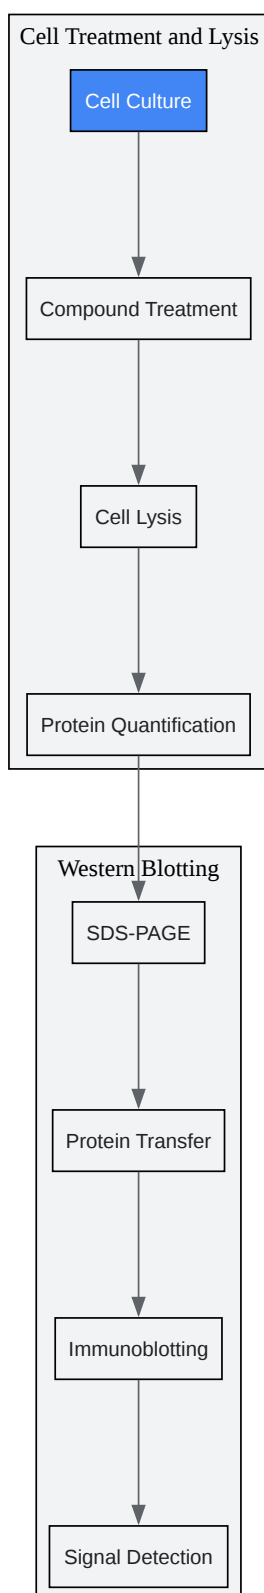 Cell Treatment and Lysis
Cell Culture
Compound Treatment
Cell Lysis
Protein Quantification
Western Blotting
SDS-PAGE
Protein Transfer
Immunoblotting
Signal Detection